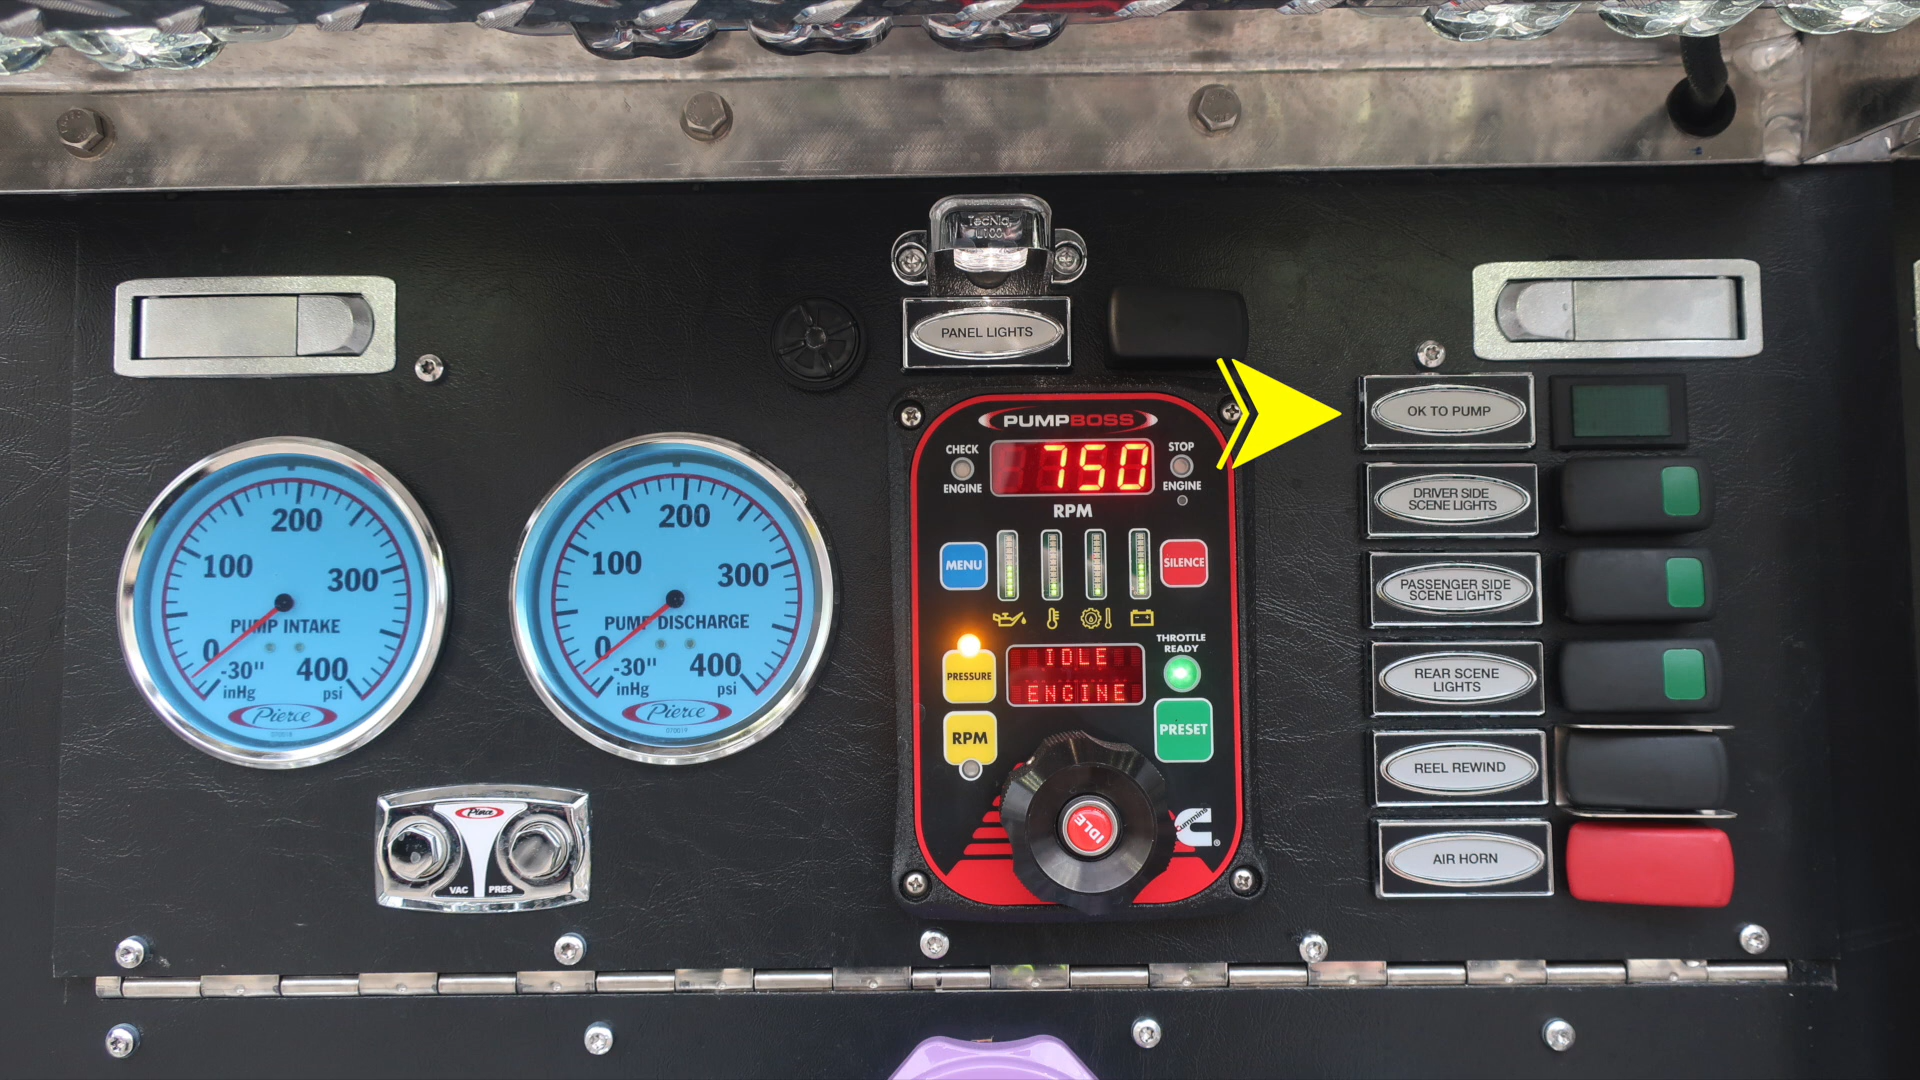 TecNiq
PANEL LIGHTS
PUMPBOSS
CHECK
ENGINE
750
STOP
ENGINE
RPM
MENU
SILENCE
IDLE
ENGINE
THROTTLE
READY
PRESSURE
RPM
PRESET
IDLE
Cummins
200
100
300
PUMP INTAKE
0
-30"
400
inHg
psi
Pierce
200
100
300
PUMP DISCHARGE
0
-30"
400
inHg
psi
Pierce
Pierce
VAC
PRES
OK TO PUMP
DRIVER SIDE
SCENE LIGHTS
PASSENGER SIDE
SCENE LIGHTS
REAR SCENE
LIGHTS
REEL REWIND
AIR HORN